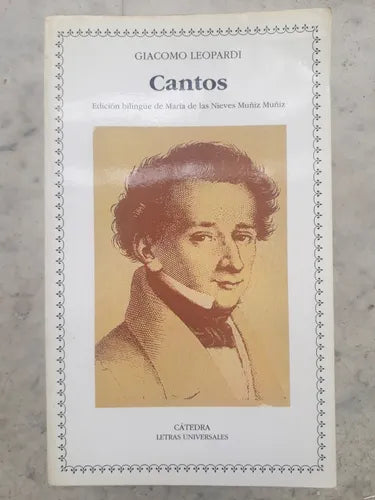 GIACOMO LEOPARDI
Cantos
Edición bilingüe de María de las Nieves Muñiz Muñiz
CÁTEDRA
LETRAS UNIVERSALES